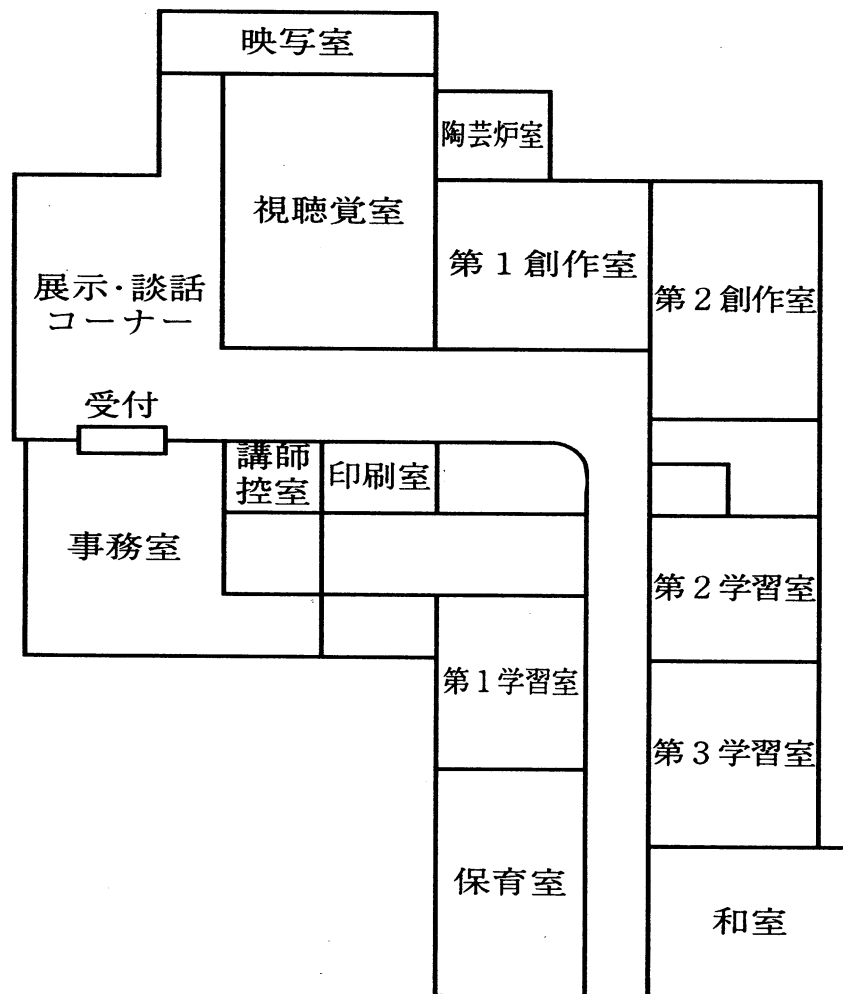 映写室
陶芸炉室
視聴覚室
第1創作室
第2創作室
展示・談話
コーナー
受付
講師
控室
印刷室
事務室
第2学習室
第1学習室
第3学習室
保育室
和室